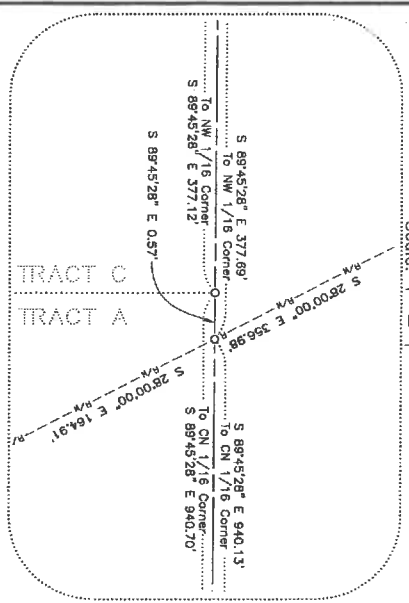 S 89°45'28" E 377.69'
To NW 1/16 Corner
To NW 1/16 Corner
S 89°45'28" E 377.12'
S 89°45'28" E 0.57'
S 89°45'28" E 940.13'
To CN 1/16 Corner
To CN 1/16 Corner
S 89°45'28" E 940.70'
R/W
R/W
S 28°00'00" E 356.98'
R/W
R/W
S 28°00'00" E 164.91'
R/W
TRACT C
TRACT A